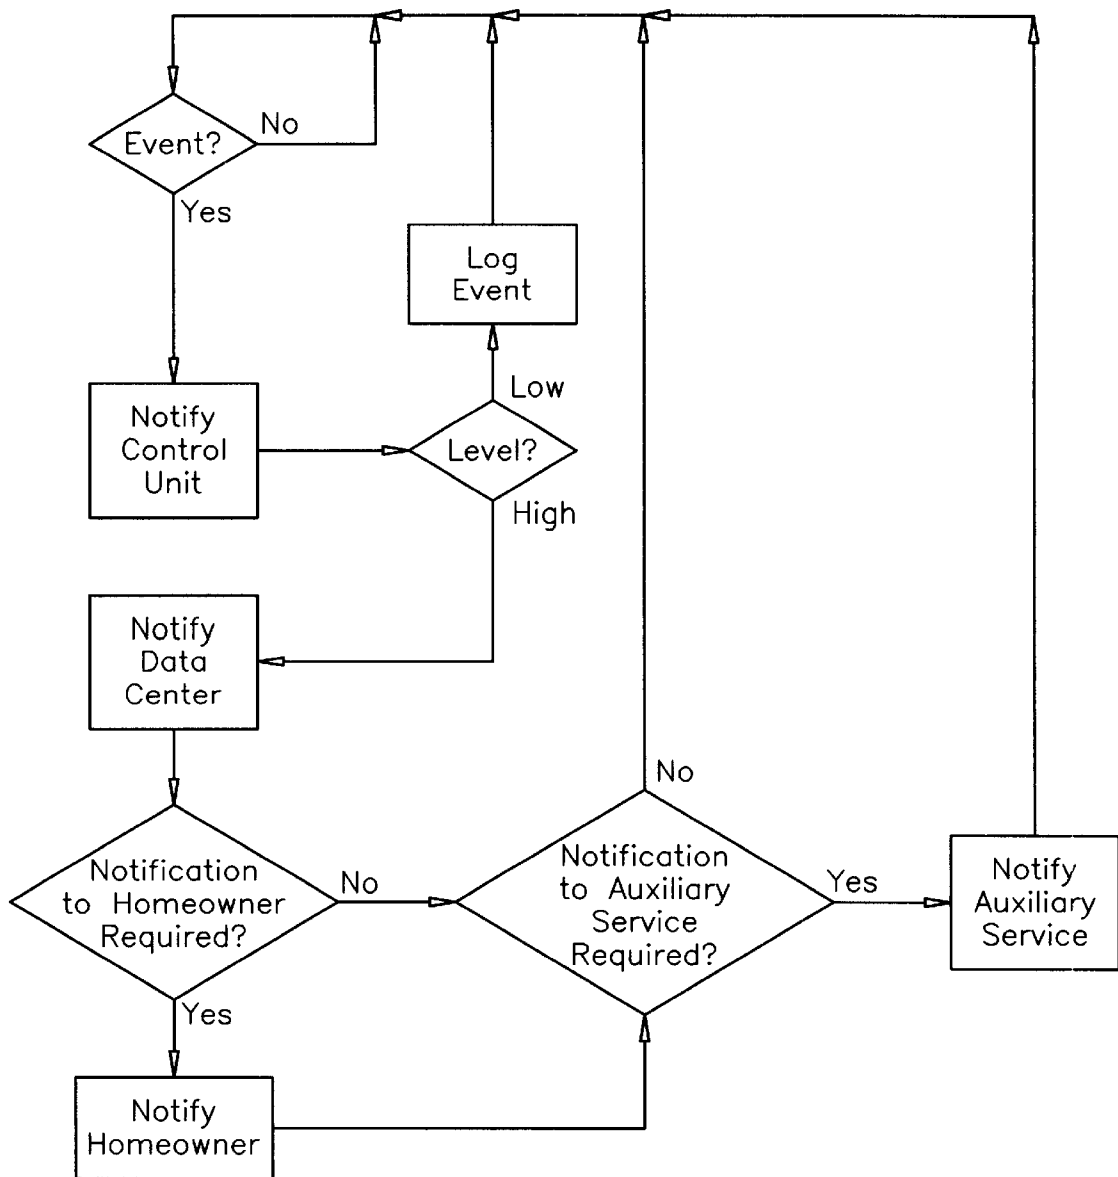 Event?
No
Yes
Log
Event
Low
Notify
Control
Unit
Level?
High
Notify
Data
Center
No
Notification
to Homeowner
Required?
No
Notification
to Auxiliary
Service
Required?
Yes
Notify
Auxiliary
Service
Yes
Notify
Homeowner